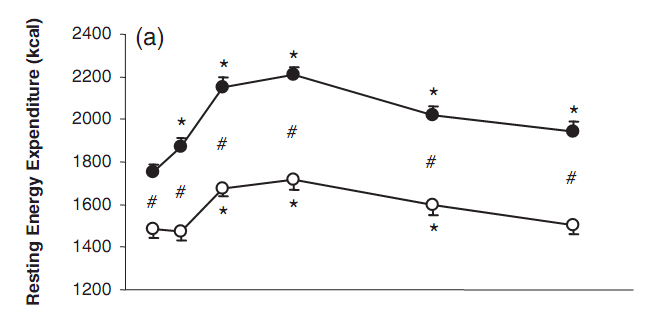 Resting Energy Expenditure (kcal)
(a)
2400
2200
2000
1800
1600
1400
1200
* * * * *
# # # # # #
* * *